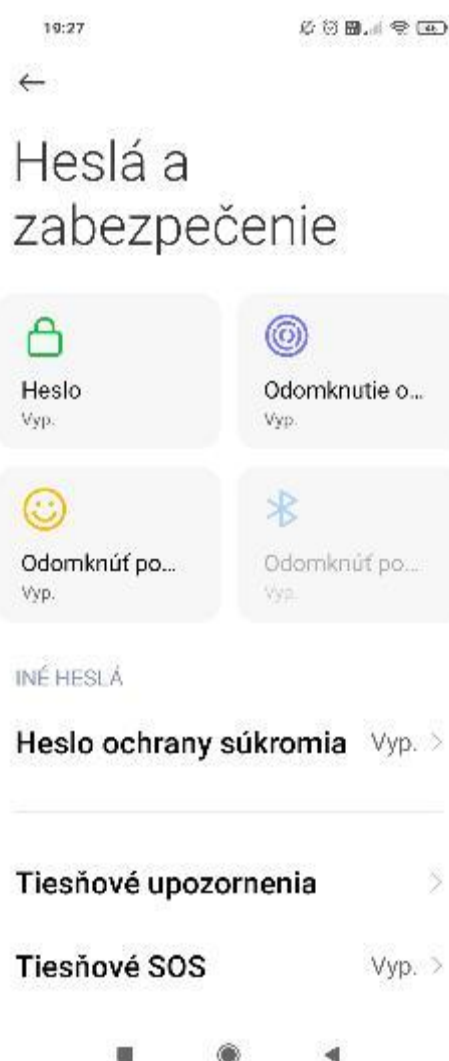 19:27
Heslá a
zabezpečenie
Heslo
Vyp.
Odomknutie o...
Vyp.
Odomknúť po...
Vyp.
Odomknúť po...
Vyp.
INÉ HESLÁ
Heslo ochrany súkromia Vyp.
Tiesňové upozornenia
Tiesňové SOS Vyp.